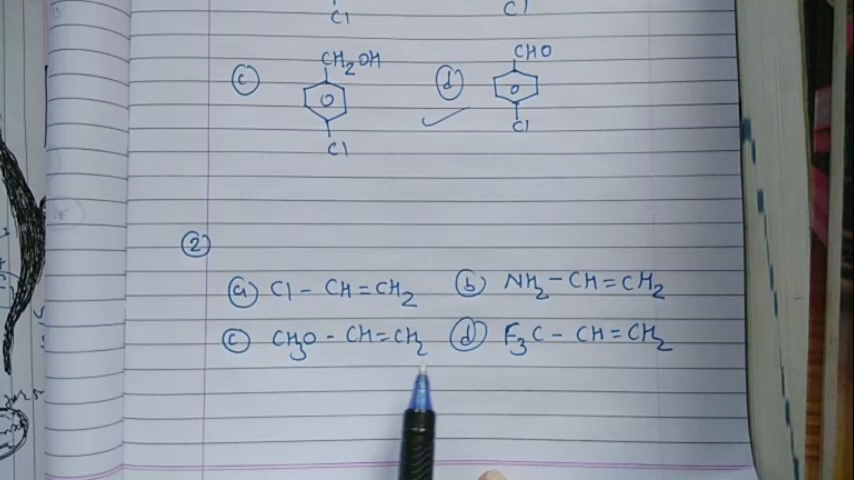 Cl Cl
c CH2OH d CHO
Cl
Cl
2
a Cl - CH = CH2 b NH2 - CH = CH2
c CH3O - CH = CH2 d F3C - CH = CH2